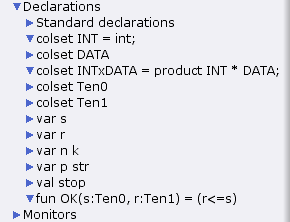 Declarations
Standard declarations
colset INT = int;
colset DATA
colset INTxDATA = product INT * DATA;
colset Ten0
colset Ten1
var s
var r
var n k
var p str
val stop
fun OK(s:Ten0, r:Ten1) = (r<=s)
Monitors